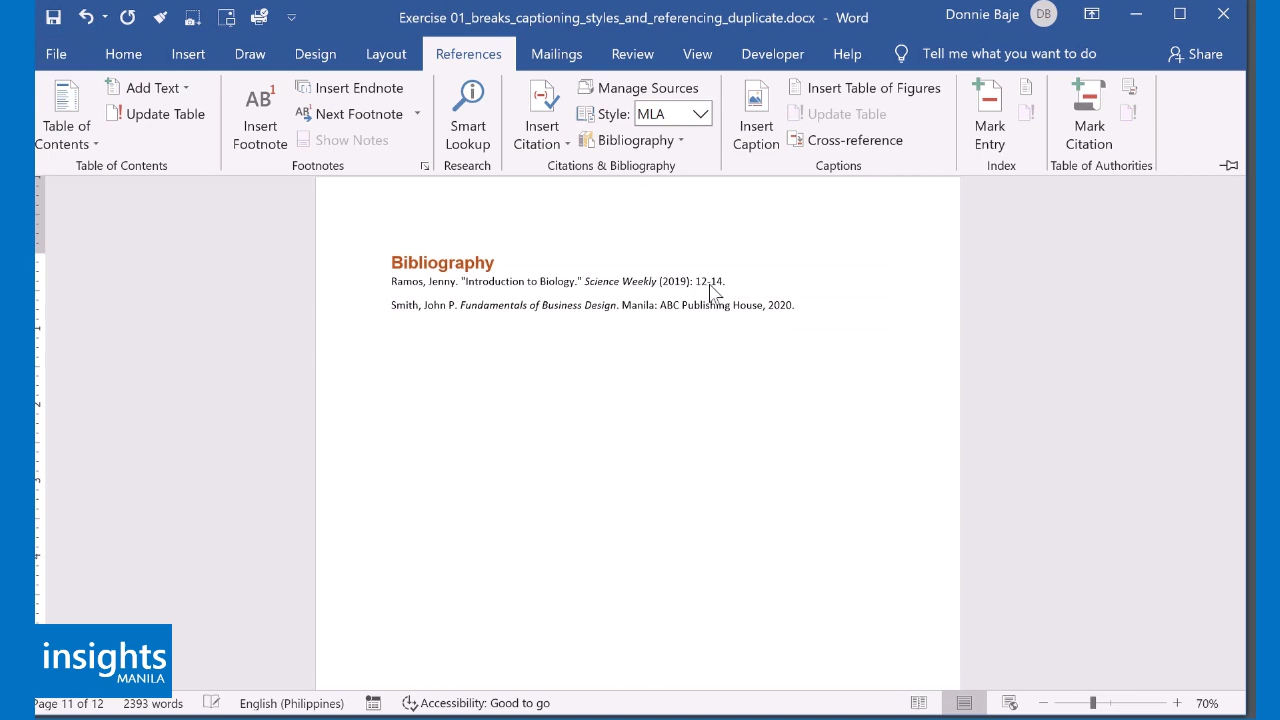 Exercise 01_breaks_captioning_styles_and_referencing_duplicate.docx - Word
Donnie Baje DB
File Home Insert Draw Design Layout References Mailings Review View Developer Help Tell me what you want to do Share
Table of Contents
Add Text
Update Table
Table of Contents
AB1 Insert Footnote
Insert Endnote
Next Footnote
Show Notes
Footnotes
Smart Lookup
Research
Insert Citation
Manage Sources
Style: MLA
Bibliography
Citations & Bibliography
Insert Caption
Insert Table of Figures
Update Table
Cross-reference
Captions
Mark Entry
Index
Mark Citation
Table of Authorities
Bibliography
Ramos, Jenny. "Introduction to Biology." Science Weekly (2019): 12-14.
Smith, John P. Fundamentals of Business Design. Manila: ABC Publishing House, 2020.
insights
MANILA
Page 11 of 12 2393 words English (Philippines) Accessibility: Good to go 70%